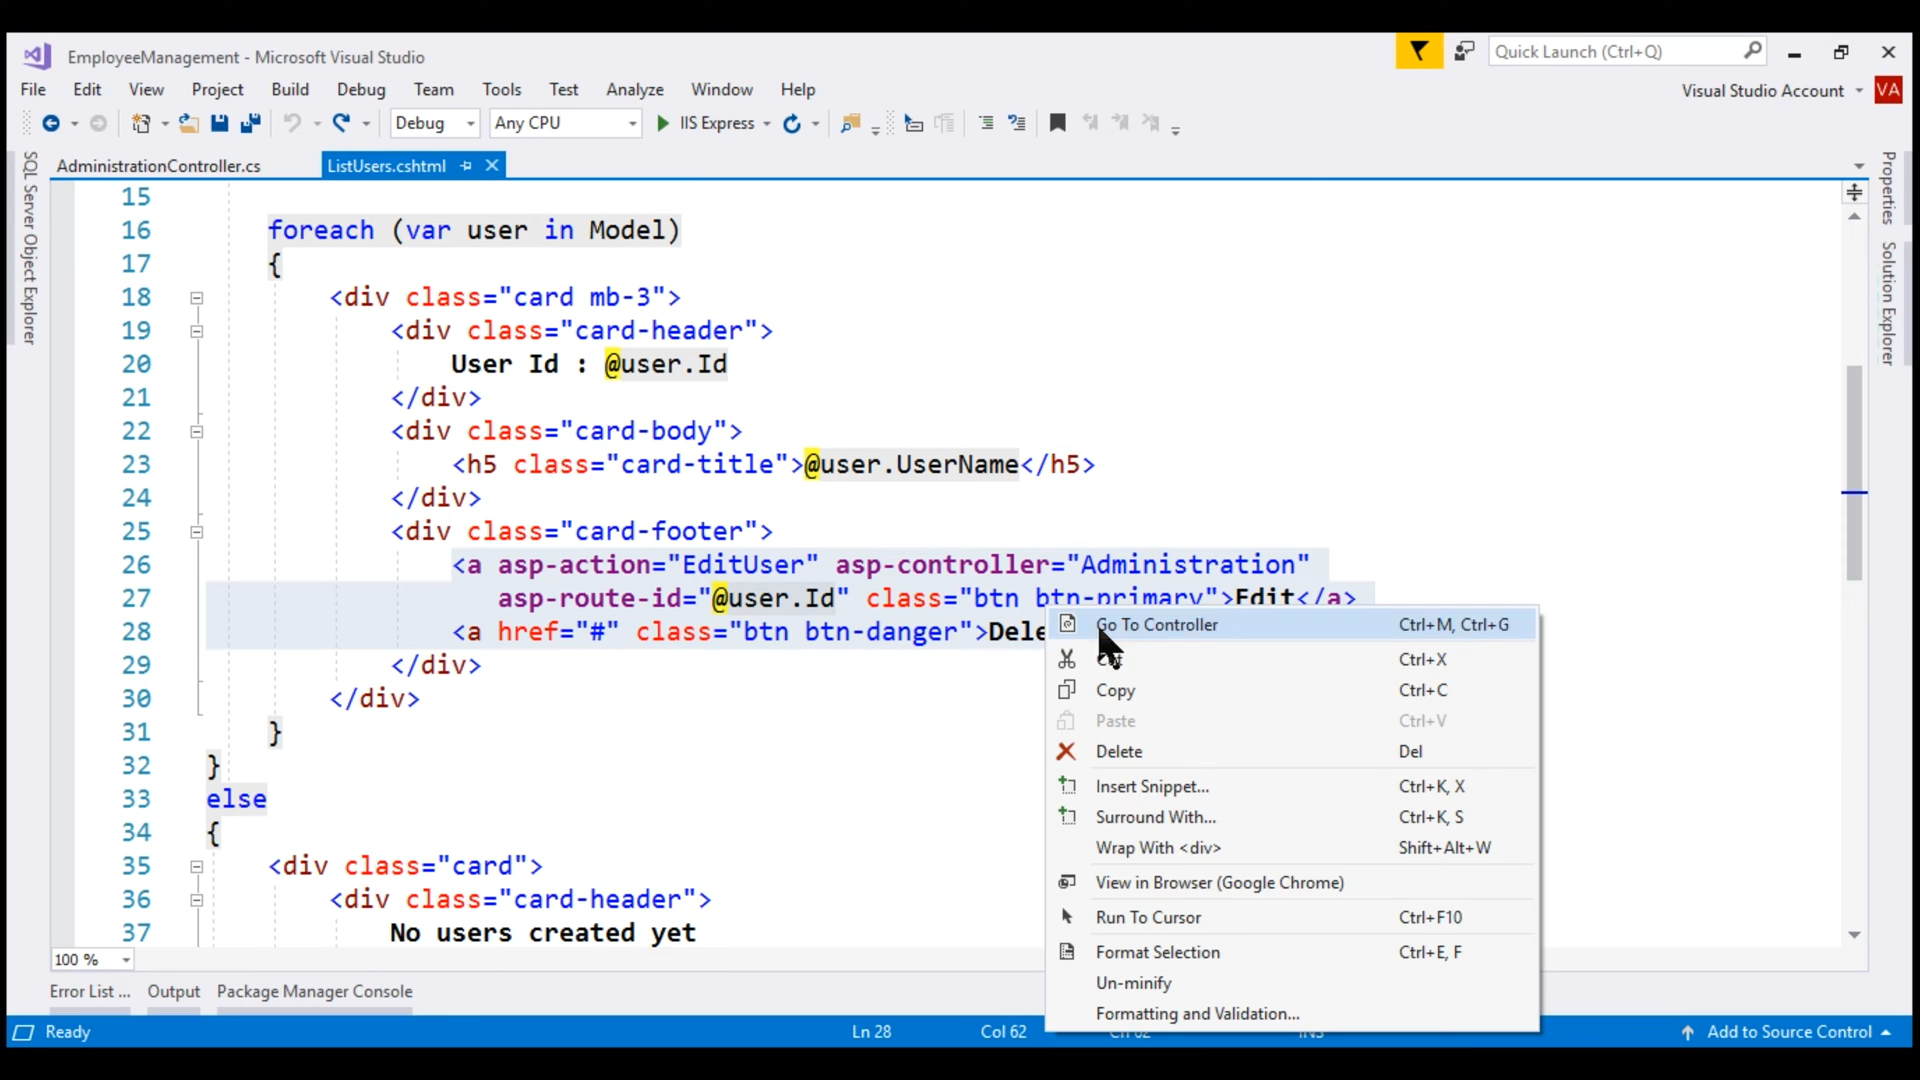 EmployeeManagement - Microsoft Visual Studio
Quick Launch (Ctrl+Q)
File Edit View Project Build Debug Team Tools Test Analyze Window Help
Visual Studio Account VA
Debug Any CPU IIS Express
AdministrationController.cs ListUsers.cshtml
SQL Server Object Explorer
Properties
Solution Explorer
15
16 foreach (var user in Model)
17 {
18 <div class="card mb-3">
19 <div class="card-header">
20 User Id : @user.Id
21 </div>
22 <div class="card-body">
23 <h5 class="card-title">@user.UserName</h5>
24 </div>
25 <div class="card-footer">
26 <a asp-action="EditUser" asp-controller="Administration"
27 asp-route-id="@user.Id" class="btn btn-primary">Edit</a>
28 <a href="#" class="btn btn-danger">Dele
29 </div>
30 </div>
31 }
32 }
33 else
34 {
35 <div class="card">
36 <div class="card-header">
37 No users created yet
Go To Controller Ctrl+M, Ctrl+G
Cut Ctrl+X
Copy Ctrl+C
Paste Ctrl+V
Delete Del
Insert Snippet... Ctrl+K, X
Surround With... Ctrl+K, S
Wrap With <div> Shift+Alt+W
View in Browser (Google Chrome)
Run To Cursor Ctrl+F10
Format Selection Ctrl+E, F
Un-minify
Formatting and Validation...
100 %
Error List ... Output Package Manager Console
Ready Ln 28 Col 62 Add to Source Control